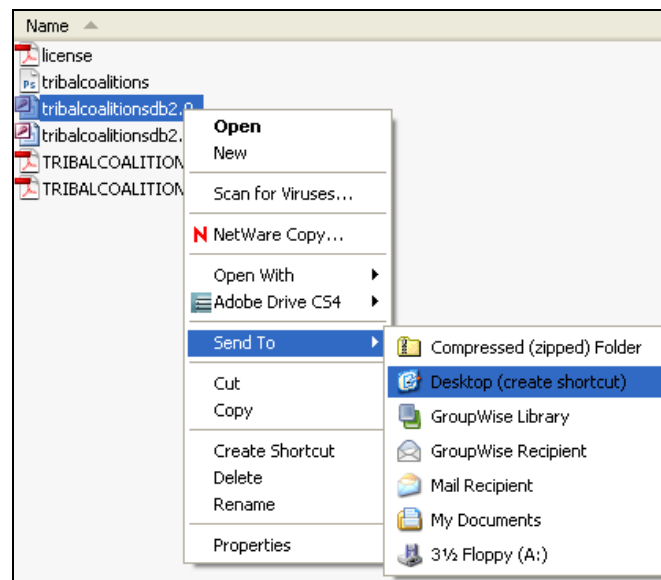 Name
license
Ps tribalcoalitions
tribalcoalitionsdb2.0
tribalcoalitionsdb2.
TRIBALCOALITION
TRIBALCOALITION
Open
New
Scan for Viruses...
N NetWare Copy...
Open With
Adobe Drive CS4
Send To
Cut
Copy
Create Shortcut
Delete
Rename
Properties
Compressed (zipped) Folder
Desktop (create shortcut)
GroupWise Library
GroupWise Recipient
Mail Recipient
My Documents
3½ Floppy (A:)